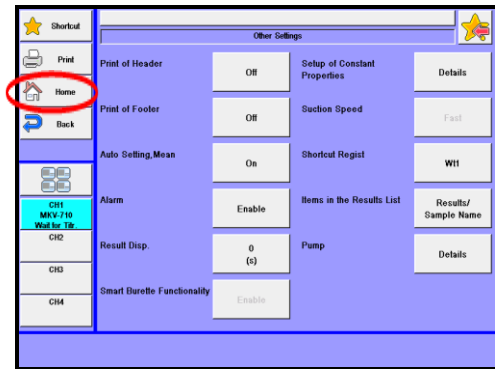 Shortcut
Other Settings
Print
Home
Back
Print of Header
Off
Setup of Constant
Properties
Details
Print of Footer
Off
Suction Speed
Fast
Auto Setting,Mean
On
Shortcut Regist
Wt1
Alarm
Enable
Items in the Results List
Results/
Sample Name
Result Disp.
0
(s)
Pump
Details
Smart Burette Functionality
Enable
CH1
MKV-710
Wait for Titr.
CH2
CH3
CH4